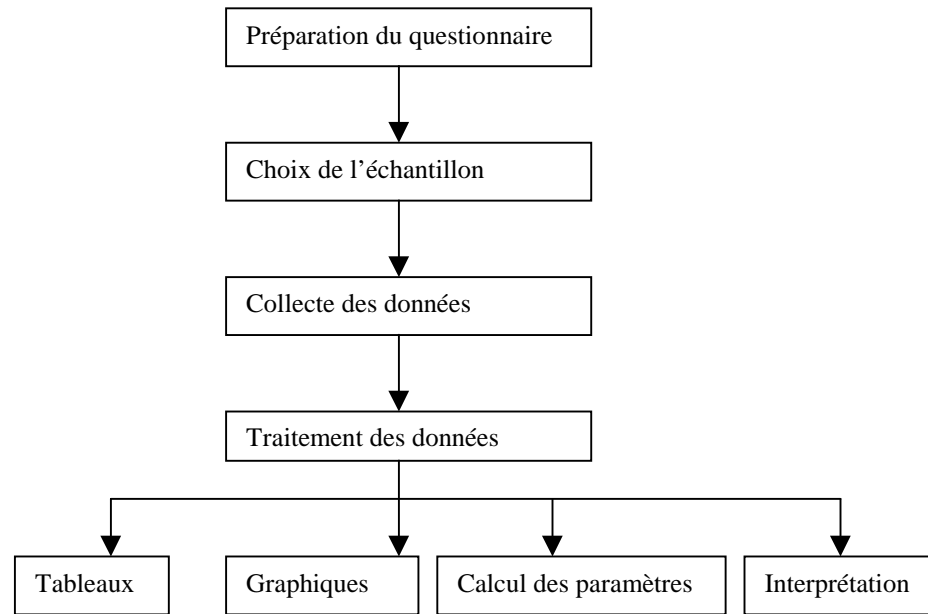 Préparation du questionnaire
Choix de l’échantillon
Collecte des données
Traitement des données
Tableaux
Graphiques
Calcul des paramètres
Interprétation